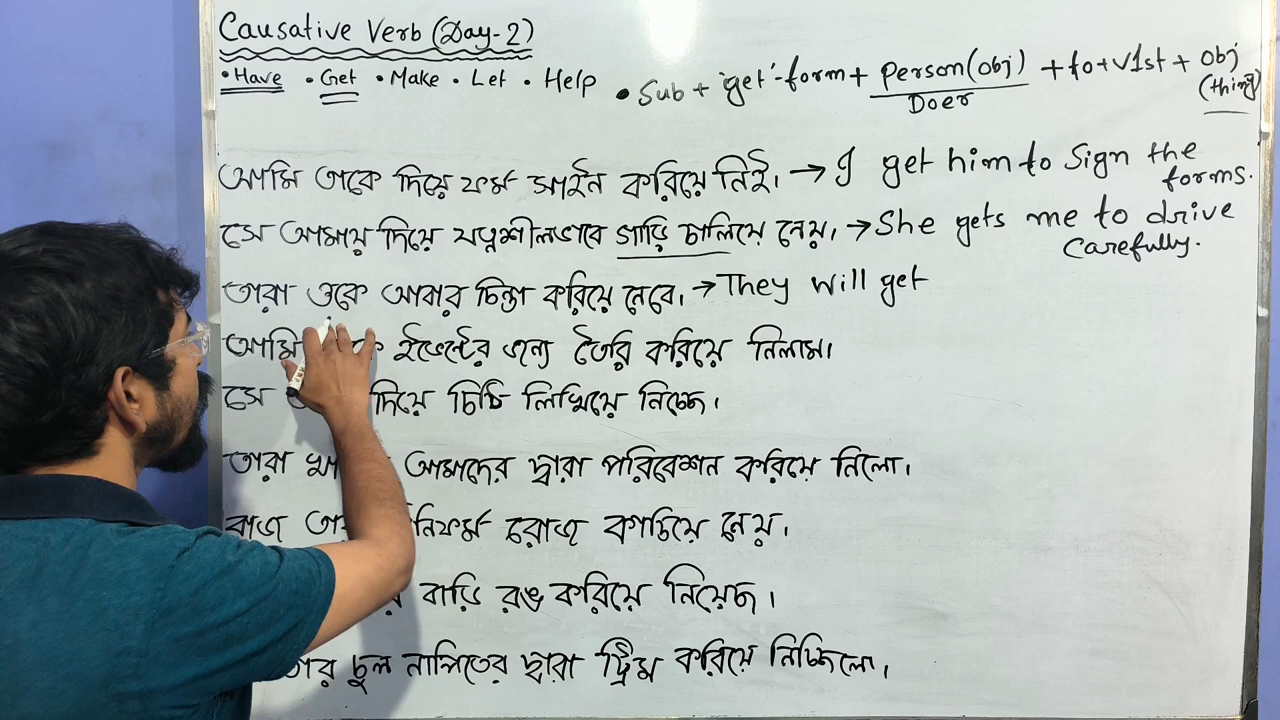 Causative Verb (Day-2)
• Have • Get • Make • Let • Help • Sub + 'get'-form + Person(obj) + to + V1st + obj
Doer (thing)
আমি তাকে দিয়ে ফর্ম সাইন করিয়ে নিই। → I get him to sign the
forms.
সে আমায় দিয়ে যত্নশীলভাবে গাড়ি চালিয়ে নেয়। → She gets me to drive
carefully.
তারা ওকে আবার চিন্তা করিয়ে নেবে। → They will get
আমি ইভেন্টের জন্য তৈরি করিয়ে নিলাম।
সে দিয়ে চিঠি লিখিয়ে নিচ্ছে।
তারা আমাদের দ্বারা পরিবেশন করিয়ে নিলো।
রাজ রোজ কাচিয়ে নেয়।
বাড়ি রঙ করিয়ে নিয়েছে।
তার চুল নাপিতের দ্বারা ট্রিম করিয়ে নিচ্ছিলো।